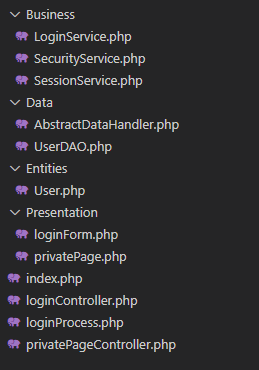 Business
LoginService.php
SecurityService.php
SessionService.php
Data
AbstractDataHandler.php
UserDAO.php
Entities
User.php
Presentation
loginForm.php
privatePage.php
index.php
loginController.php
loginProcess.php
privatePageController.php